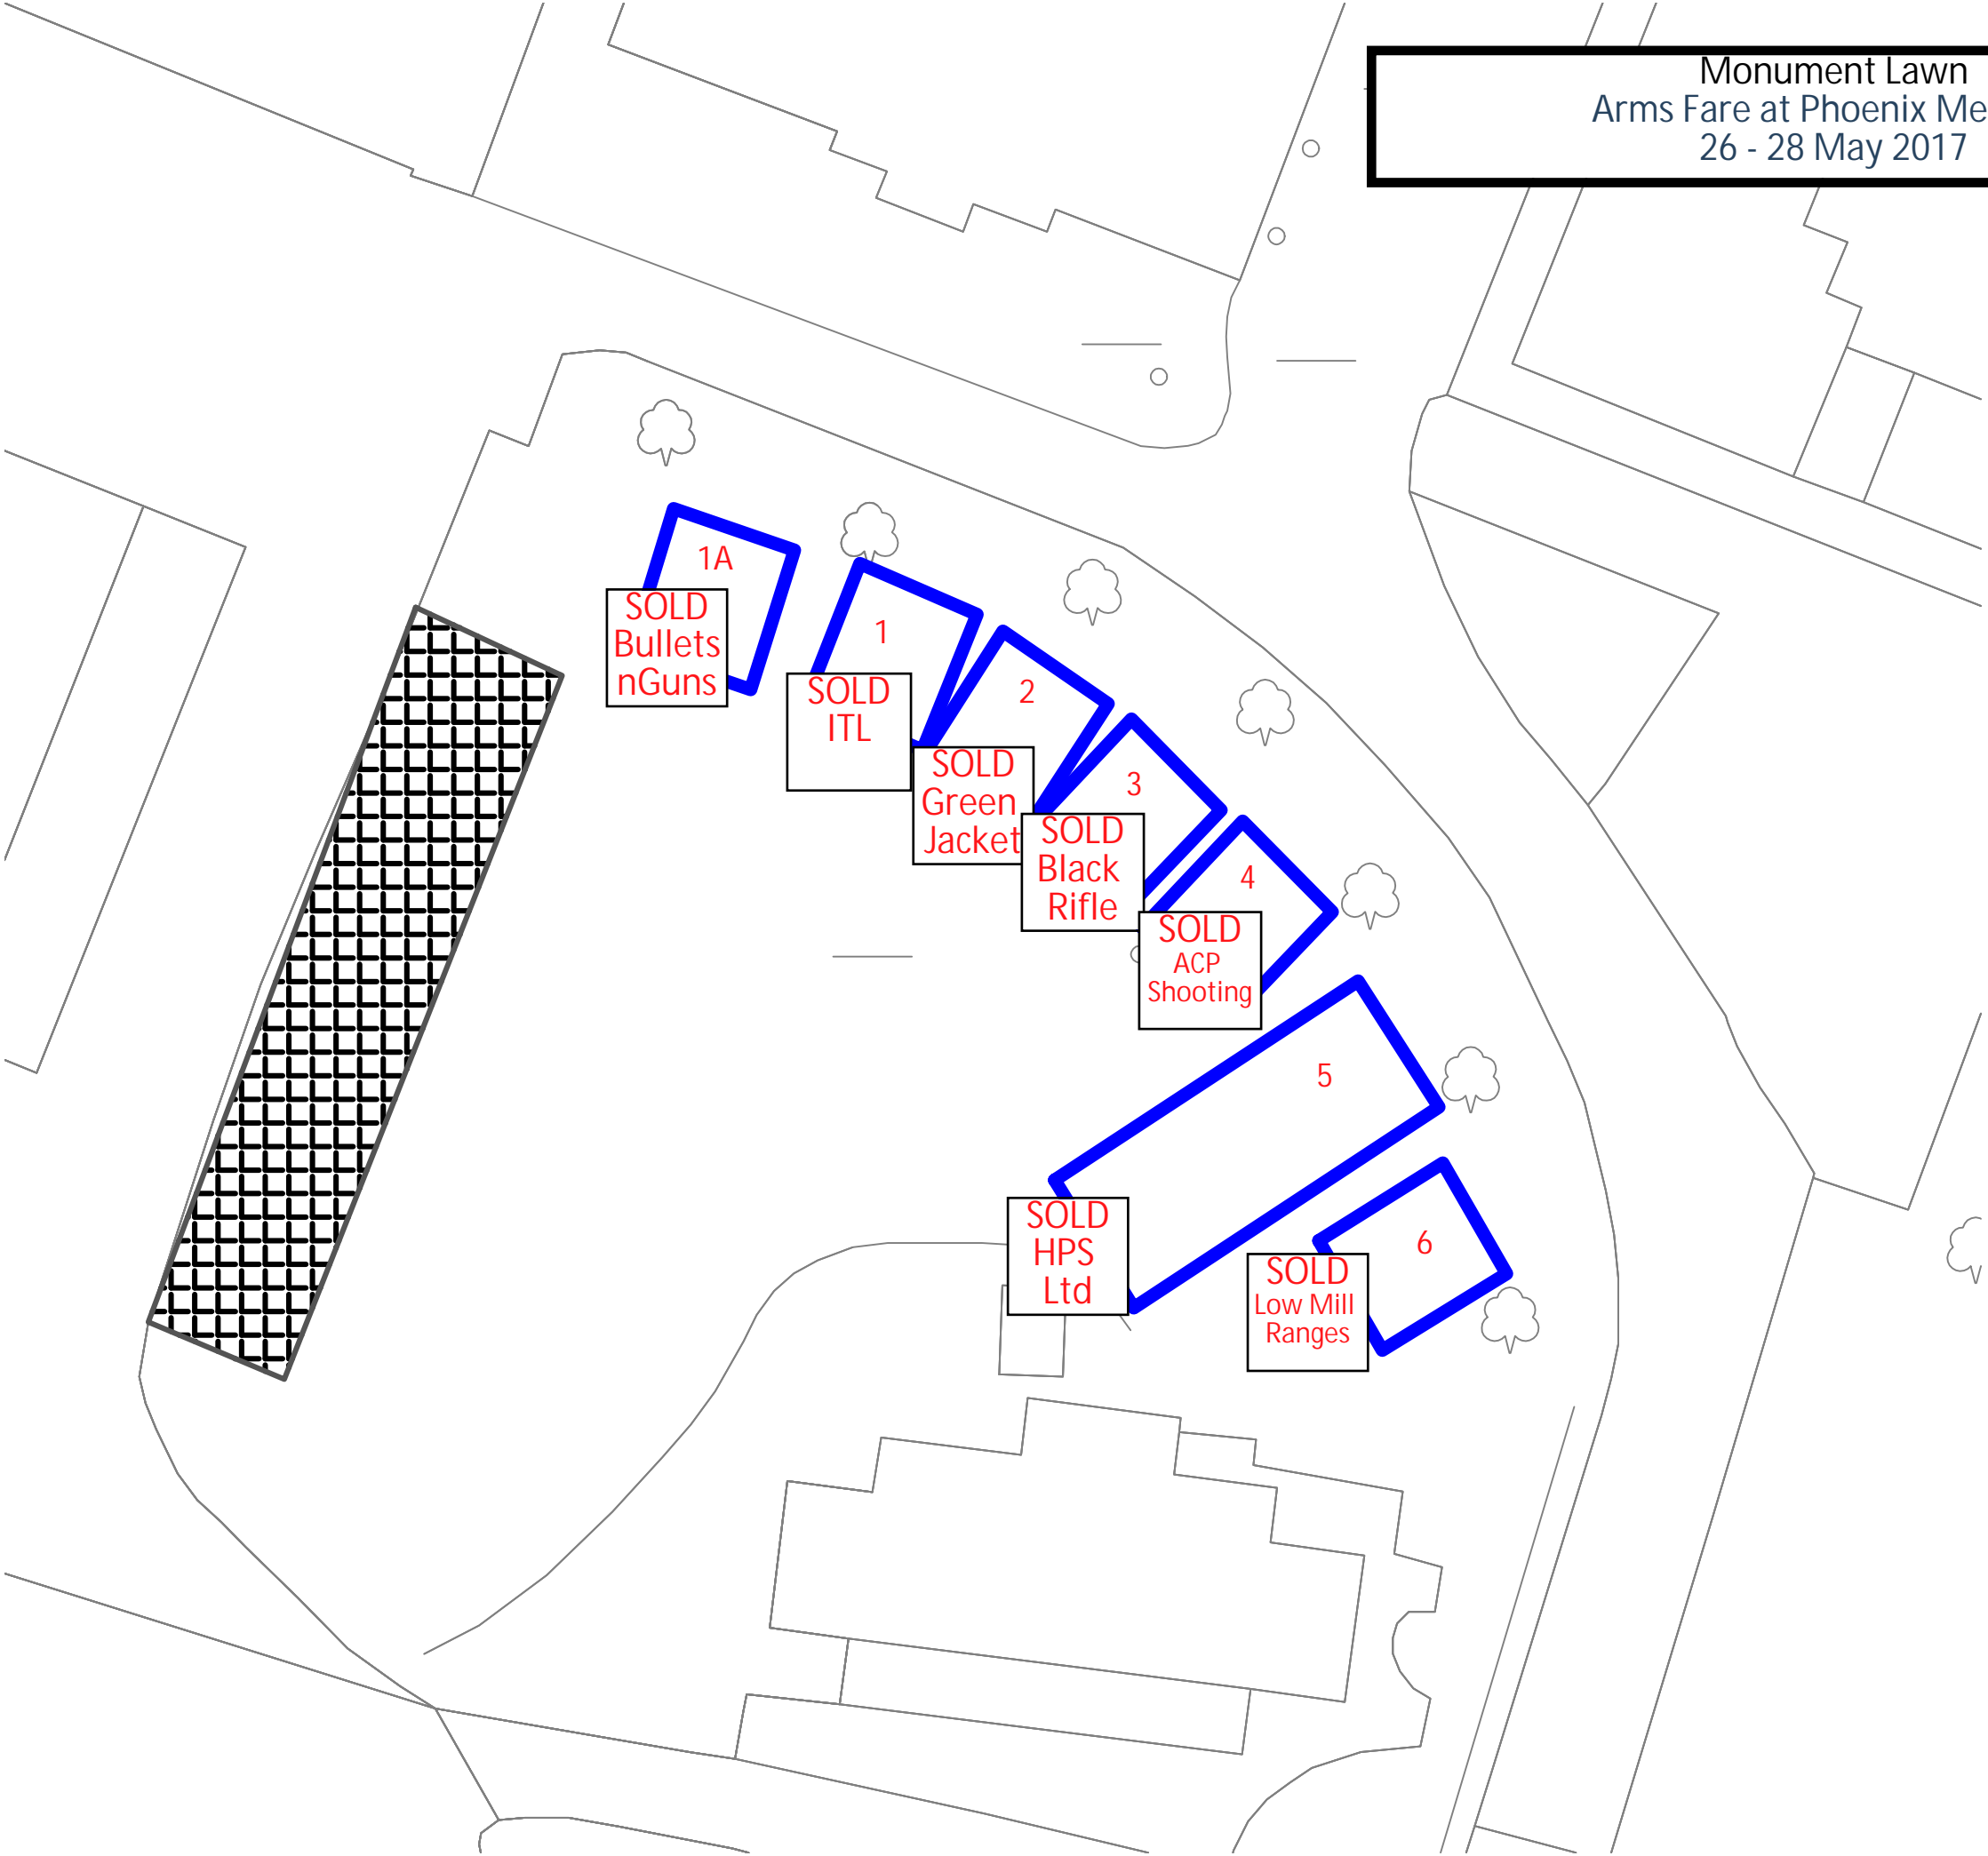 Monument Lawn
Arms Fare at Phoenix Me
26 - 28 May 2017
1A
SOLD
Bullets
nGuns
1
SOLD
ITL
2
SOLD
Green
Jacket
3
SOLD
Black
Rifle
4
SOLD
ACP
Shooting
5
SOLD
HPS
Ltd
6
SOLD
Low Mill
Ranges